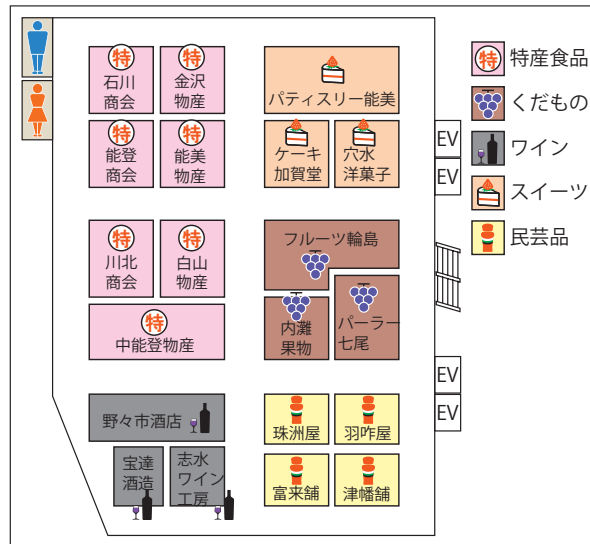 特
石川
商会
特
金沢
物産
特
能登
商会
特
能美
物産
パティスリー能美
ケーキ
加賀堂
穴水
洋菓子
EV
EV
特
川北
商会
特
白山
物産
特
中能登物産
フルーツ輪島
内灘
果物
パーラー
七尾
EV
EV
野々市酒店
宝達
酒造
志水
ワイン
工房
珠洲屋
羽咋屋
富来舗
津幡舗
特
特産食品
くだもの
ワイン
スイーツ
民芸品